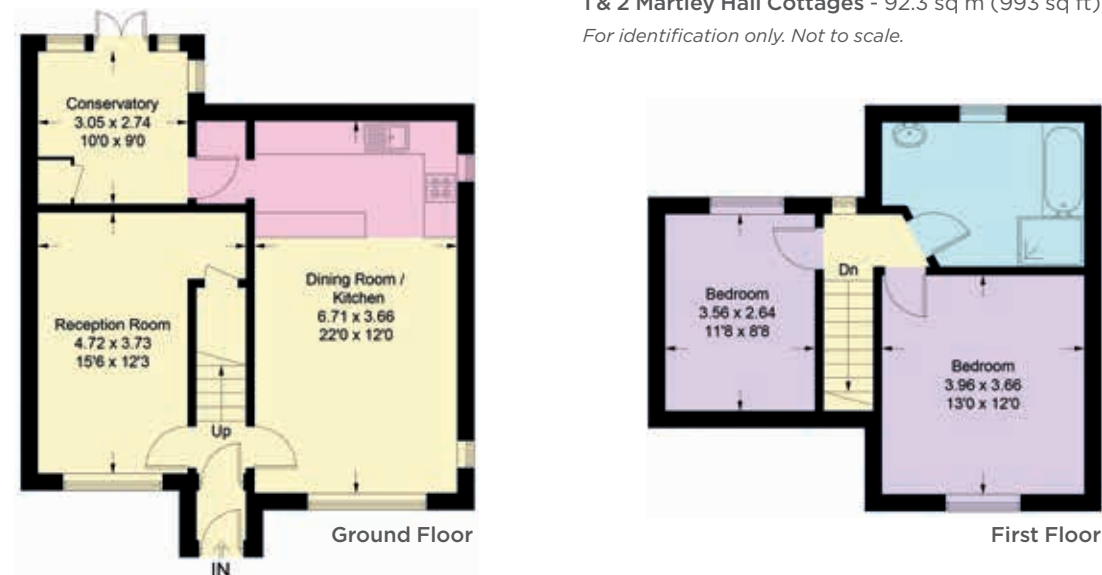 1 & 2 Martley Hall Cottages - 92.3 sq m (993 sq ft)
For identification only. Not to scale.
Conservatory
3.05 x 2.74
10'0 x 9'0
Dining Room /
Kitchen
6.71 x 3.66
22'0 x 12'0
Reception Room
4.72 x 3.73
15'6 x 12'3
Up
IN
Ground Floor
Dn
Bedroom
3.56 x 2.64
11'8 x 8'8
Bedroom
3.96 x 3.66
13'0 x 12'0
First Floor